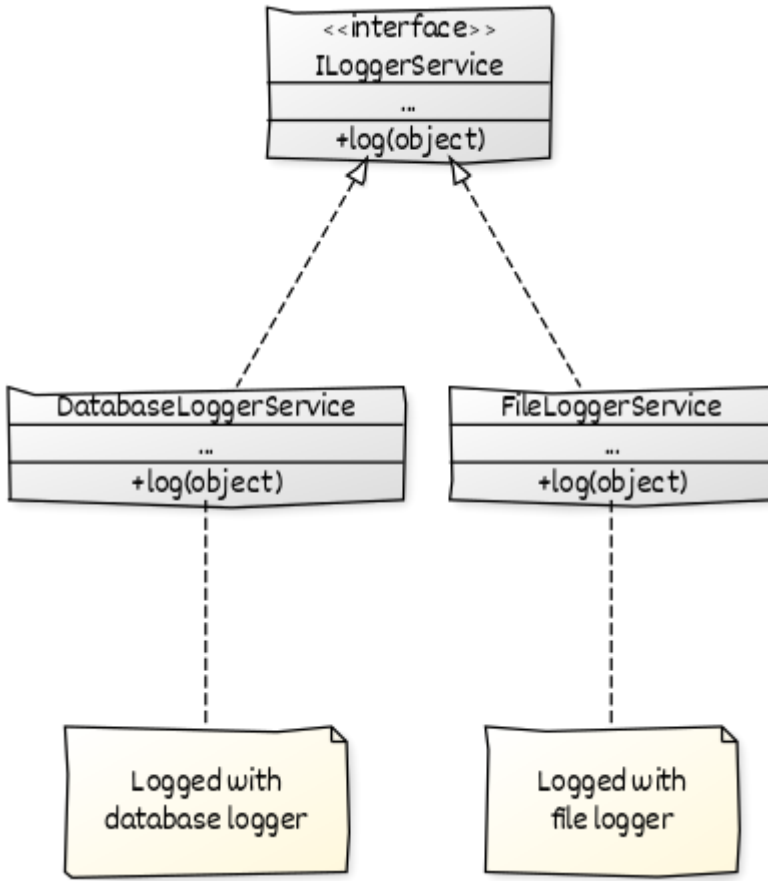 <<interface>>
ILoggerService
...
+log(object)
DatabaseLoggerService
...
+log(object)
FileLoggerService
...
+log(object)
Logged with
database logger
Logged with
file logger